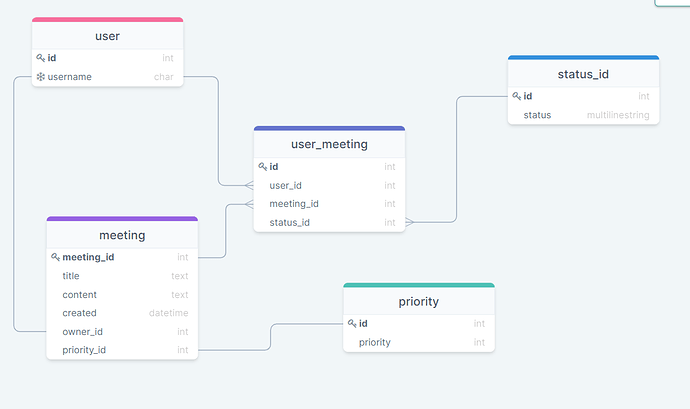 user
id int
username char
status_id
id int
status multilinestring
user_meeting
id int
user_id int
meeting_id int
status_id int
meeting
meeting_id int
title text
content text
created datetime
owner_id int
priority_id int
priority
id int
priority int